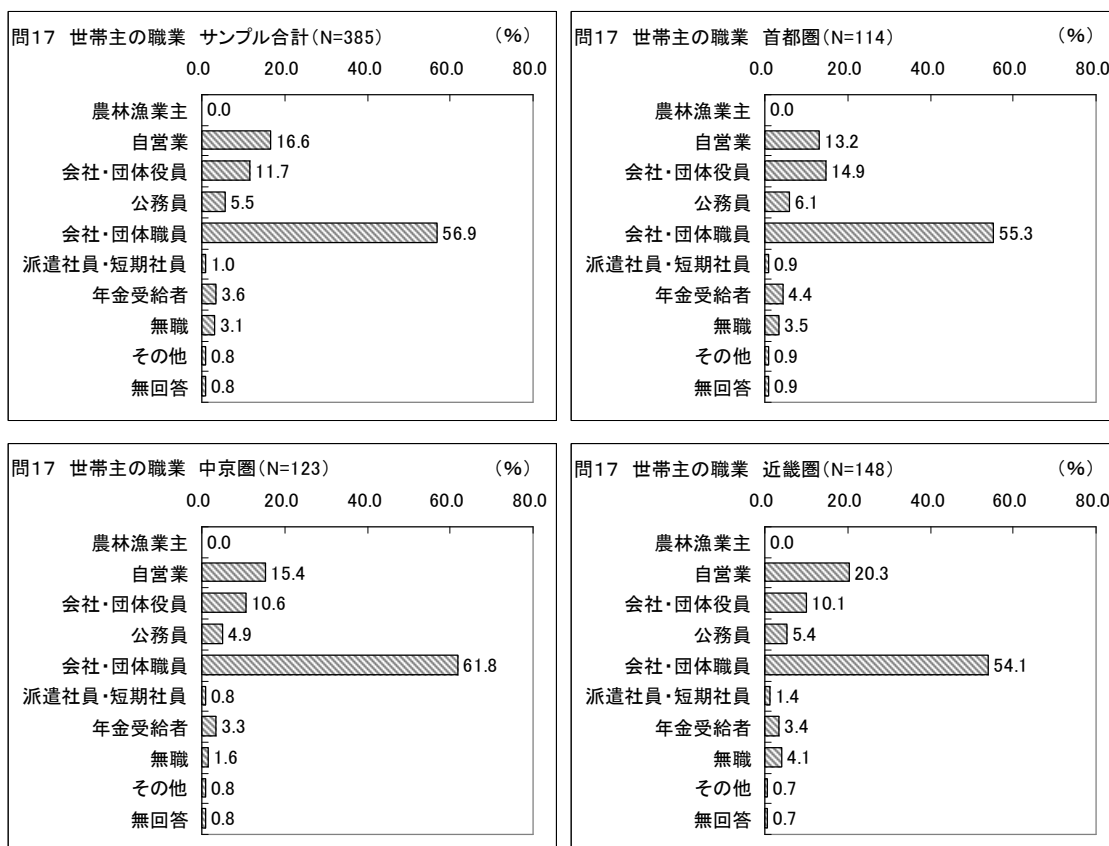 問17 世帯主の職業 サンプル合計(N=385) (%)
0.0 20.0 40.0 60.0 80.0
農林漁業主 0.0
自営業 16.6
会社・団体役員 11.7
公務員 5.5
会社・団体職員 56.9
派遣社員・短期社員 1.0
年金受給者 3.6
無職 3.1
その他 0.8
無回答 0.8
問17 世帯主の職業 首都圏(N=114) (%)
0.0 20.0 40.0 60.0 80.0
農林漁業主 0.0
自営業 13.2
会社・団体役員 14.9
公務員 6.1
会社・団体職員 55.3
派遣社員・短期社員 0.9
年金受給者 4.4
無職 3.5
その他 0.9
無回答 0.9
問17 世帯主の職業 中京圏(N=123) (%)
0.0 20.0 40.0 60.0 80.0
農林漁業主 0.0
自営業 15.4
会社・団体役員 10.6
公務員 4.9
会社・団体職員 61.8
派遣社員・短期社員 0.8
年金受給者 3.3
無職 1.6
その他 0.8
無回答 0.8
問17 世帯主の職業 近畿圏(N=148) (%)
0.0 20.0 40.0 60.0 80.0
農林漁業主 0.0
自営業 20.3
会社・団体役員 10.1
公務員 5.4
会社・団体職員 54.1
派遣社員・短期社員 1.4
年金受給者 3.4
無職 4.1
その他 0.7
無回答 0.7